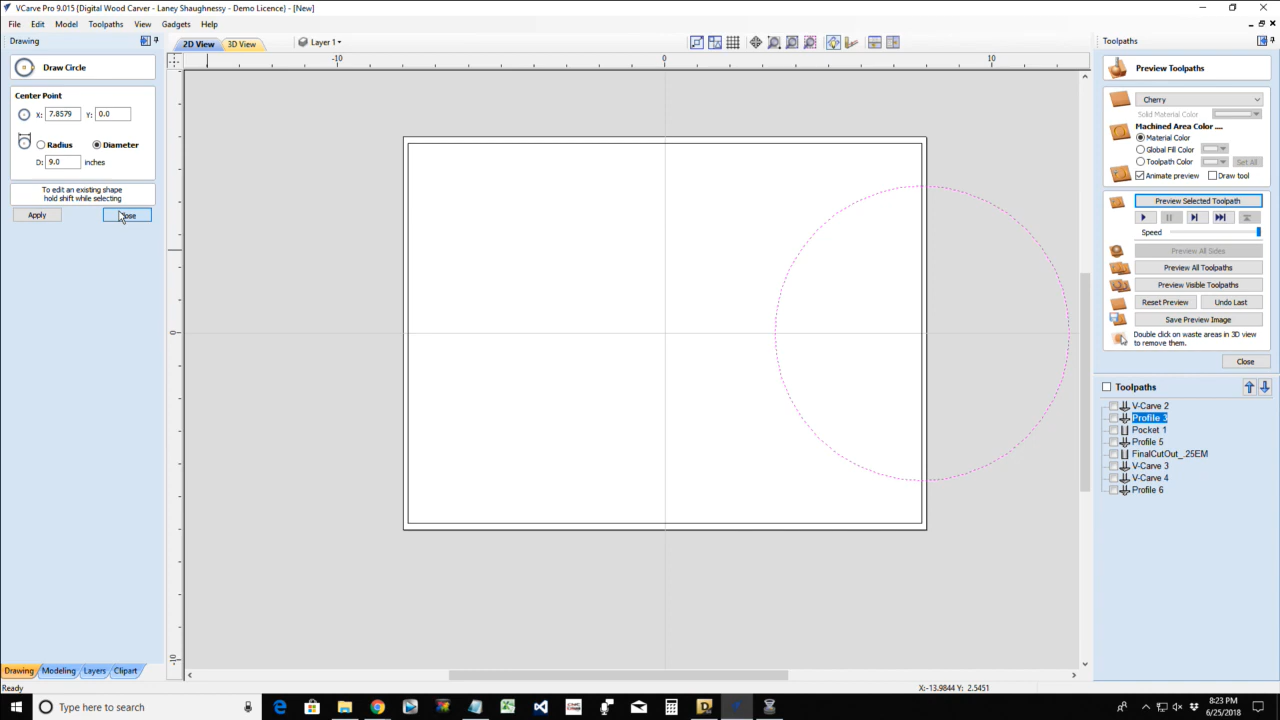 VCarve Pro 9.015 [Digital Wood Carver - Laney Shaughnessy - Demo Licence} - [New]
File Edit Model Toolpaths View Gadgets Help
Drawing
2D View 3D View Layer 1
Toolpaths
Draw Circle
Preview Toolpaths
-10 0 10
Center Point
X: 7.8579 Y: 0.0
Radius Diameter
D: 9.0 inches
To edit an existing shape
hold shift while selecting
Apply
Cherry
Solid Material Color
Machined Area Color ....
Material Color
Global Fill Color
Toolpath Color Set All
Animate preview Draw tool
Preview Selected Toolpath
Speed
Preview All Sides
Preview All Toolpaths
Preview Visible Toolpaths
Reset Preview Undo Last
Save Preview Image
Double click on waste areas in 3D view
to remove them.
Close
0
-10
Toolpaths
V-Carve 2
Profile 3
Pocket 1
Profile 5
FinalCutOut_.25EM
V-Carve 3
V-Carve 4
Profile 6
Drawing Modeling Layers Clipart
Ready
X:-13.9844 Y: 2.5451
Type here to search
8:23 PM
6/25/2018